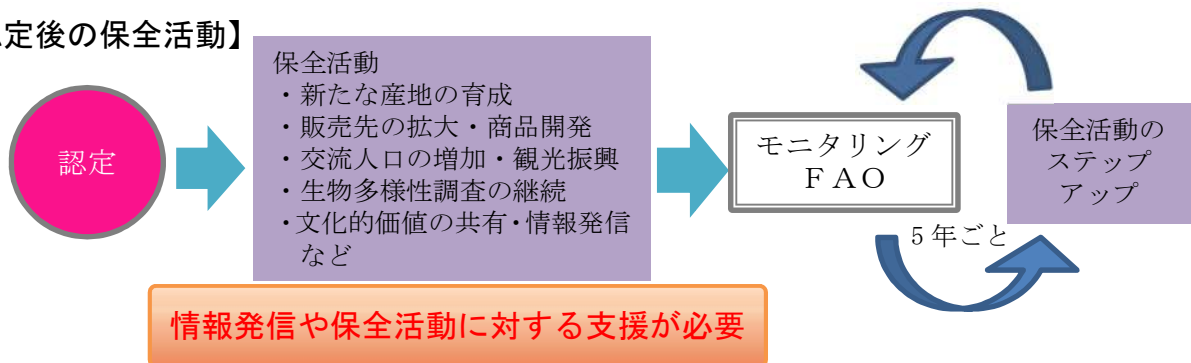 定後の保全活動】
認定
保全活動
・新たな産地の育成
・販売先の拡大・商品開発
・交流人口の増加・観光振興
・生物多様性調査の継続
・文化的価値の共有・情報発信
など
モニタリング
ＦＡＯ
保全活動の
ステップ
アップ
５年ごと
情報発信や保全活動に対する支援が必要